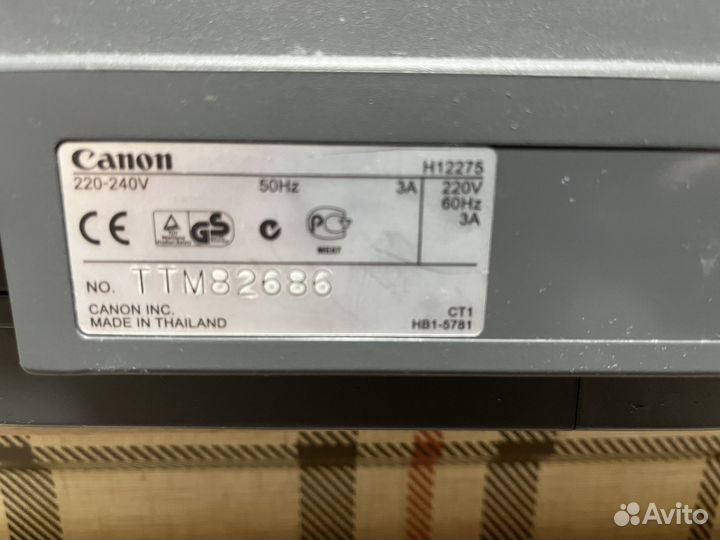 Canon
H12275
220-240V 50Hz 3A
220V
60Hz
3A
CE GS PG
NO. TTM82686
CANON INC.
MADE IN THAILAND
CT1
HB1-5781
Avito